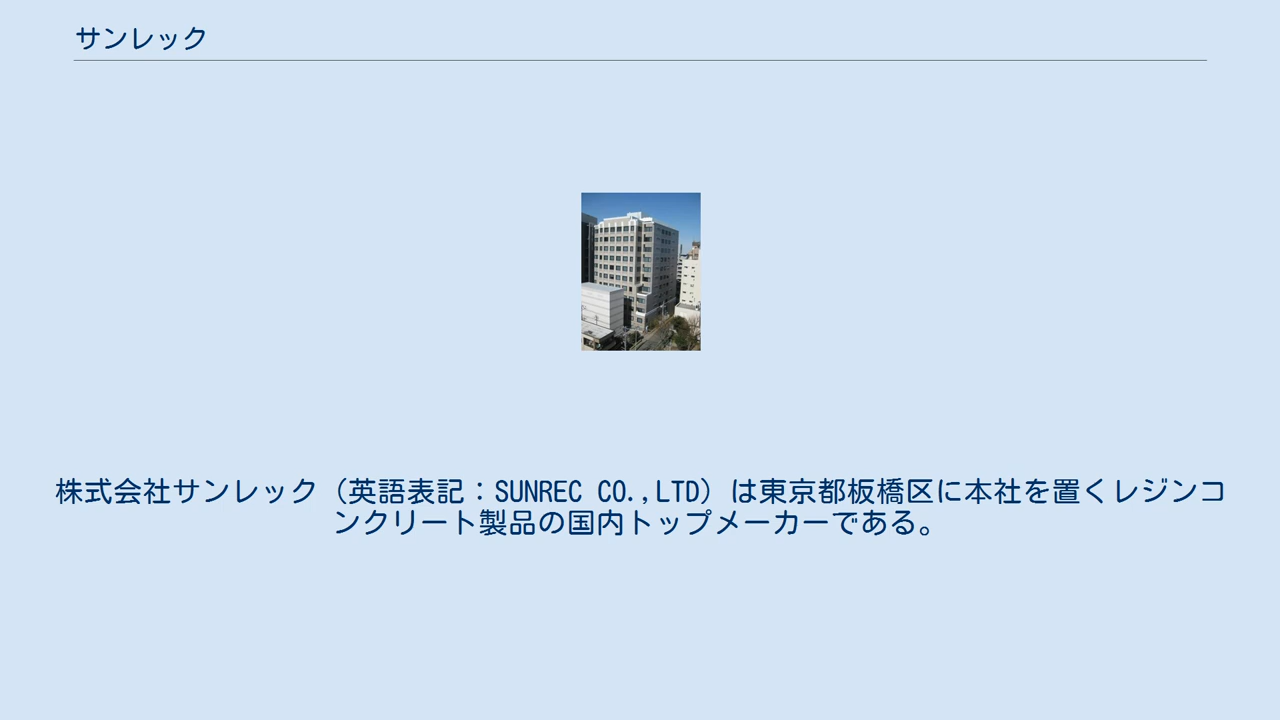 サンレック
株式会社サンレック（英語表記：SUNREC CO.,LTD）は東京都板橋区に本社を置くレジンコ
ンクリート製品の国内トップメーカーである。